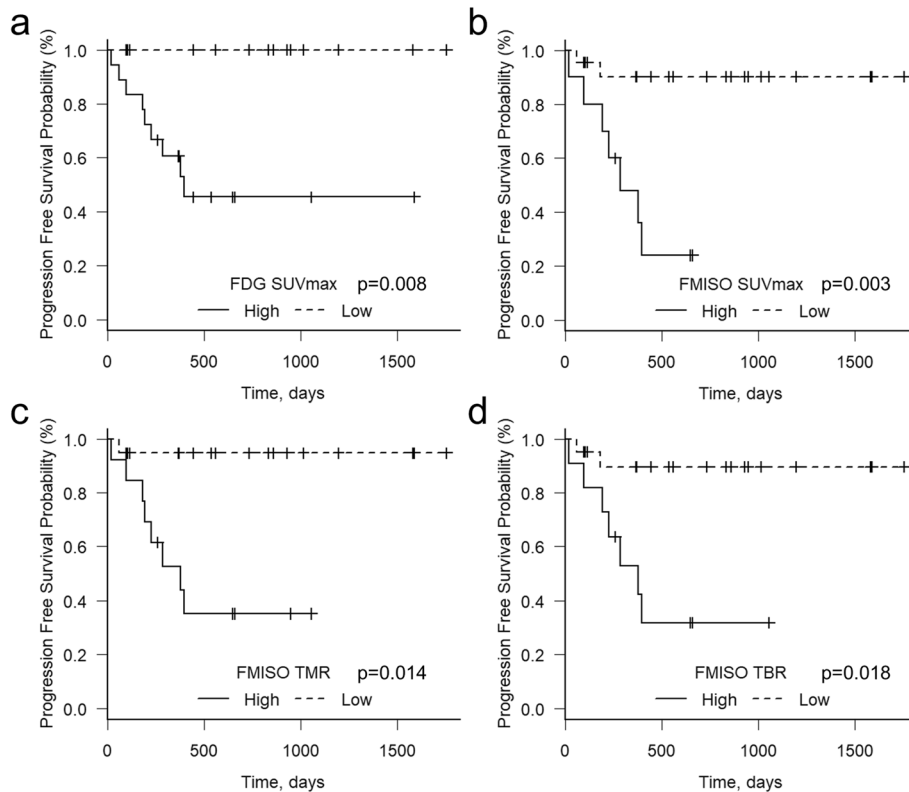 a
Progression Free Survival Probability (%)
1.0
0.8
0.6
0.4
0.2
0.0
FDG SUVmax p=0.008
High Low
0 500 1000 1500
Time, days
b
Progression Free Survival Probability (%)
1.0
0.8
0.6
0.4
0.2
0.0
FMISO SUVmax p=0.003
High Low
0 500 1000 1500
Time, days
c
Progression Free Survival Probability (%)
1.0
0.8
0.6
0.4
0.2
0.0
FMISO TMR p=0.014
High Low
0 500 1000 1500
Time, days
d
Progression Free Survival Probability (%)
1.0
0.8
0.6
0.4
0.2
0.0
FMISO TBR p=0.018
High Low
0 500 1000 1500
Time, days